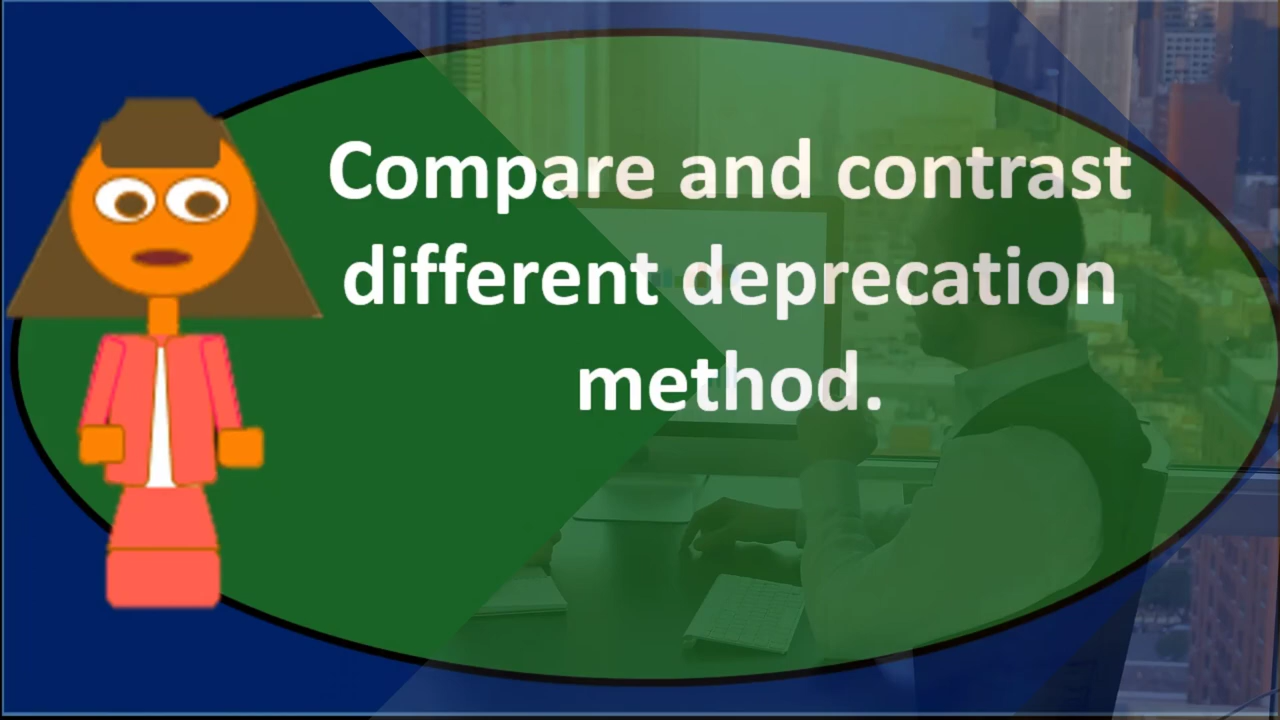 Compare and contrast
different deprecation
method.